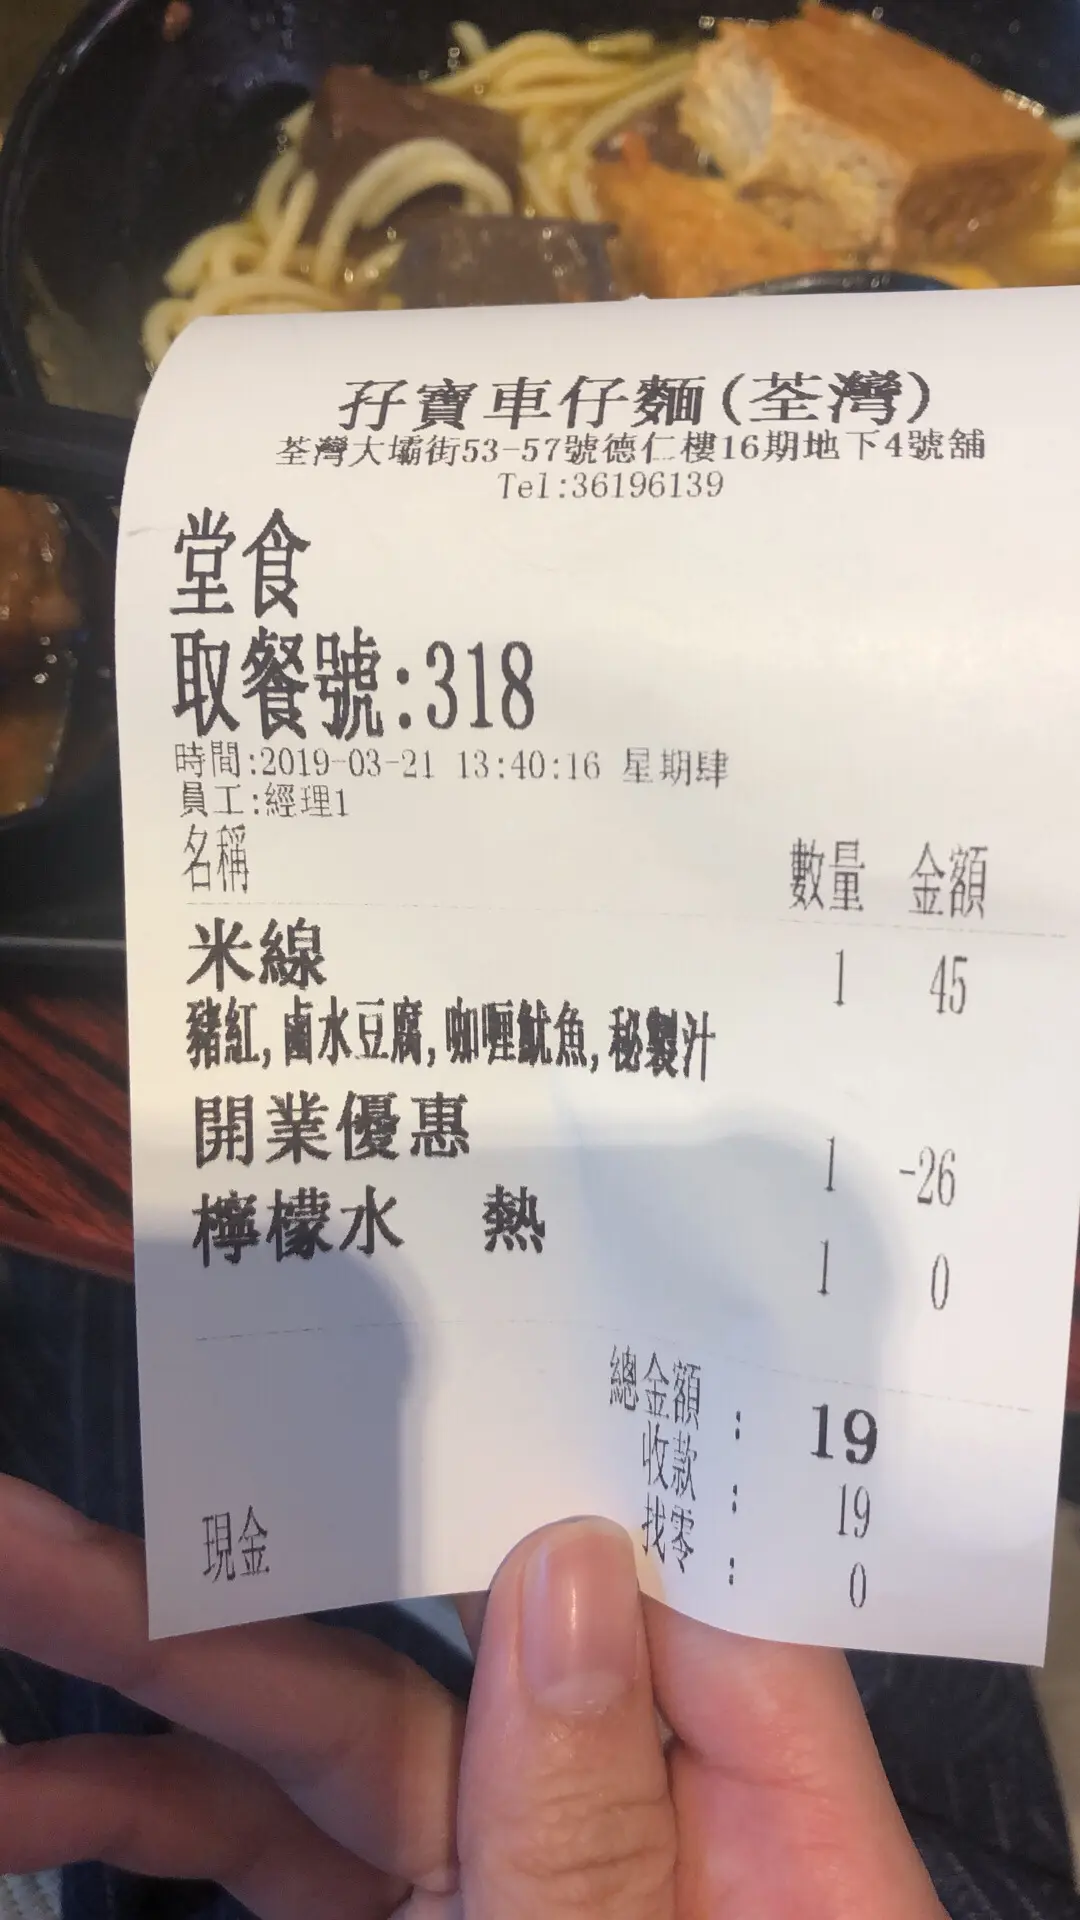 孖寶車仔麵(荃灣)
荃灣大壩街53-57號德仁樓16期地下4號舖
Tel:36196139
堂食
取餐號:318
時間:2019-03-21 13:40:16 星期肆
員工:經理1
名稱 數量 金額
米線 1 45
豬紅,鹵水豆腐,咖喱魷魚,秘製汁
開業優惠 1 -26
檸檬水 熱 1 0
總金額 : 19
收款 : 19
找零 : 0
現金